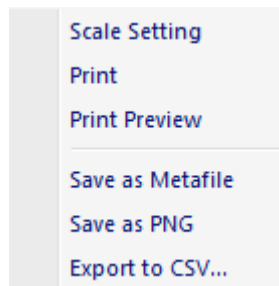 Scale Setting
Print
Print Preview
Save as Metafile
Save as PNG
Export to CSV...